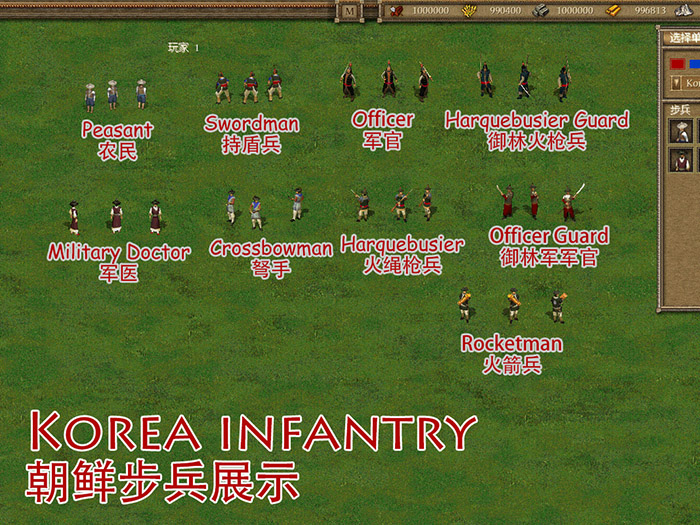 M
1000000
990400
1000000
996813
玩家 1
Peasant
农民
Swordman
持盾兵
Officer
军官
Harquebusier Guard
御林火枪兵
Military Doctor
军医
Crossbowman
弩手
Harquebusier
火绳枪兵
Officer Guard
御林军军官
Rocketman
火箭兵
步兵
Korea infantry
朝鲜步兵展示